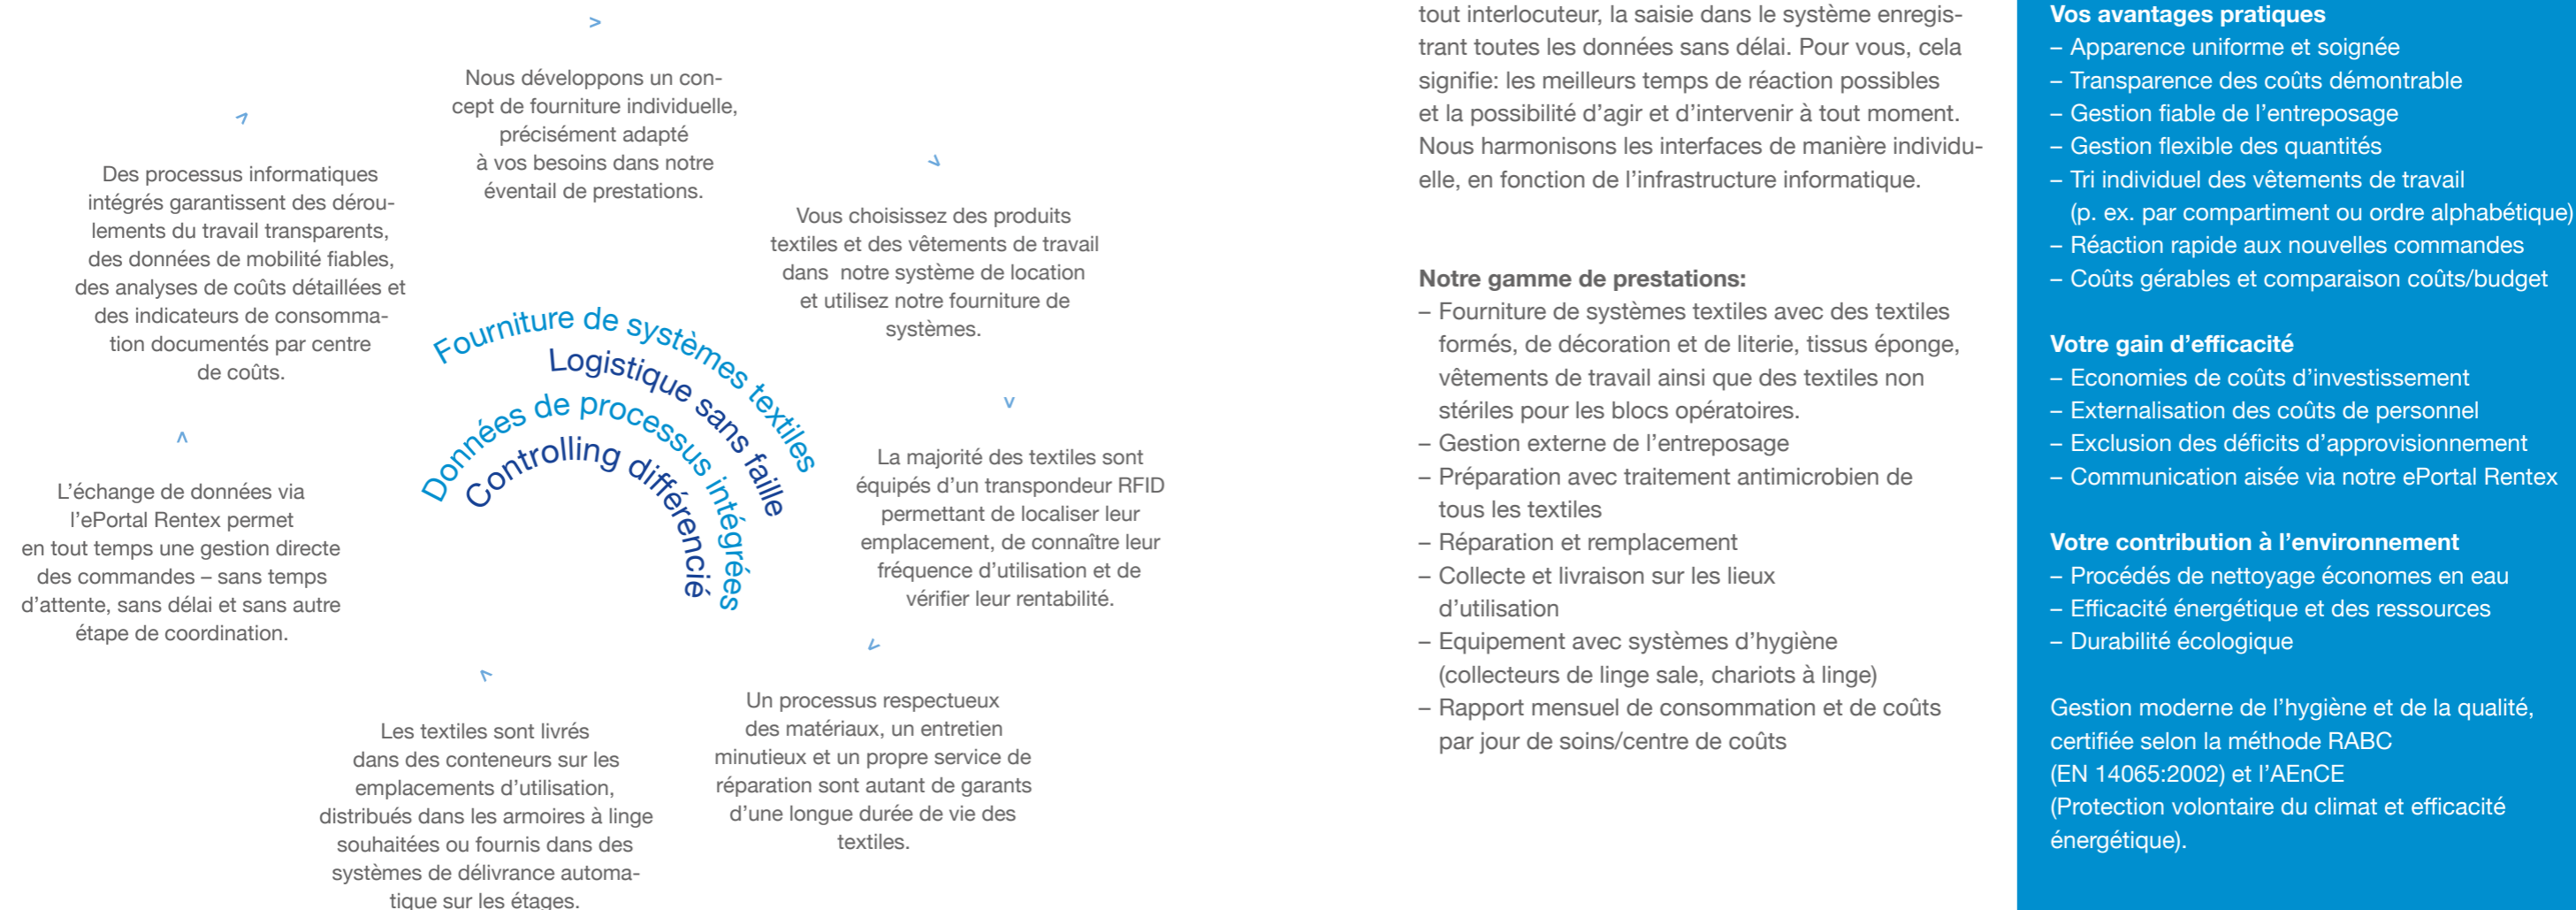 >
Nous développons un con-
cept de fourniture individuelle,
précisément adapté
à vos besoins dans notre
éventail de prestations.
>
Vous choisissez des produits
textiles et des vêtements de travail
dans notre système de location
et utilisez notre fourniture de
systèmes.
>
La majorité des textiles sont
équipés d’un transpondeur RFID
permettant de localiser leur
emplacement, de connaître leur
fréquence d’utilisation et de
vérifier leur rentabilité.
>
Un processus respectueux
des matériaux, un entretien
minutieux et un propre service de
réparation sont autant de garants
d’une longue durée de vie des
textiles.
>
Les textiles sont livrés
dans des conteneurs sur les
emplacements d’utilisation,
distribués dans les armoires à linge
souhaitées ou fournis dans des
systèmes de délivrance automa-
tique sur les étages.
>
L’échange de données via
l’ePortal Rentex permet
en tout temps une gestion directe
des commandes – sans temps
d’attente, sans délai et sans autre
étape de coordination.
>
Des processus informatiques
intégrés garantissent des dérou-
lements du travail transparents,
des données de mobilité fiables,
des analyses de coûts détaillées et
des indicateurs de consomma-
tion documentés par centre
de coûts.
Fourniture de systèmes textiles
Logistique sans faille
Données de processus intégrées
Controlling différencié
tout interlocuteur, la saisie dans le système enregis-
trant toutes les données sans délai. Pour vous, cela
signifie: les meilleurs temps de réaction possibles
et la possibilité d’agir et d’intervenir à tout moment.
Nous harmonisons les interfaces de manière individu-
elle, en fonction de l’infrastructure informatique.
Notre gamme de prestations:
– Fourniture de systèmes textiles avec des textiles
formés, de décoration et de literie, tissus éponge,
vêtements de travail ainsi que des textiles non
stériles pour les blocs opératoires.
– Gestion externe de l’entreposage
– Préparation avec traitement antimicrobien de
tous les textiles
– Réparation et remplacement
– Collecte et livraison sur les lieux
d’utilisation
– Equipement avec systèmes d’hygiène
(collecteurs de linge sale, chariots à linge)
– Rapport mensuel de consommation et de coûts
par jour de soins/centre de coûts
Vos avantages pratiques
– Apparence uniforme et soignée
– Transparence des coûts démontrable
– Gestion fiable de l’entreposage
– Gestion flexible des quantités
– Tri individuel des vêtements de travail
(p. ex. par compartiment ou ordre alphabétique)
– Réaction rapide aux nouvelles commandes
– Coûts gérables et comparaison coûts/budget
Votre gain d’efficacité
– Economies de coûts d’investissement
– Externalisation des coûts de personnel
– Exclusion des déficits d’approvisionnement
– Communication aisée via notre ePortal Rentex
Votre contribution à l’environnement
– Procédés de nettoyage économes en eau
– Efficacité énergétique et des ressources
– Durabilité écologique
Gestion moderne de l’hygiène et de la qualité,
certifiée selon la méthode RABC
(EN 14065:2002) et l’AEnCE
(Protection volontaire du climat et efficacité
énergétique).